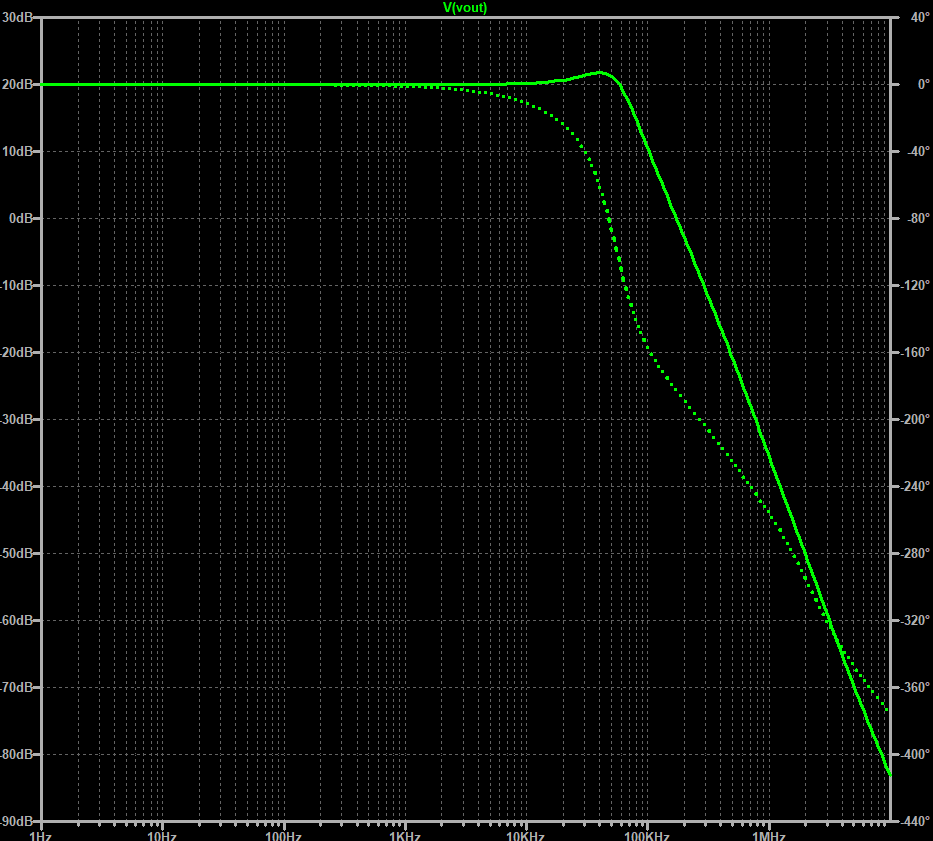 V(vout)
30dB 40°
20dB 0°
10dB -40°
0dB -80°
-10dB -120°
-20dB -160°
-30dB -200°
-40dB -240°
-50dB -280°
-60dB -320°
-70dB -360°
-80dB -400°
-90dB -440°
1Hz 10Hz 100Hz 1KHz 10KHz 100KHz 1MHz